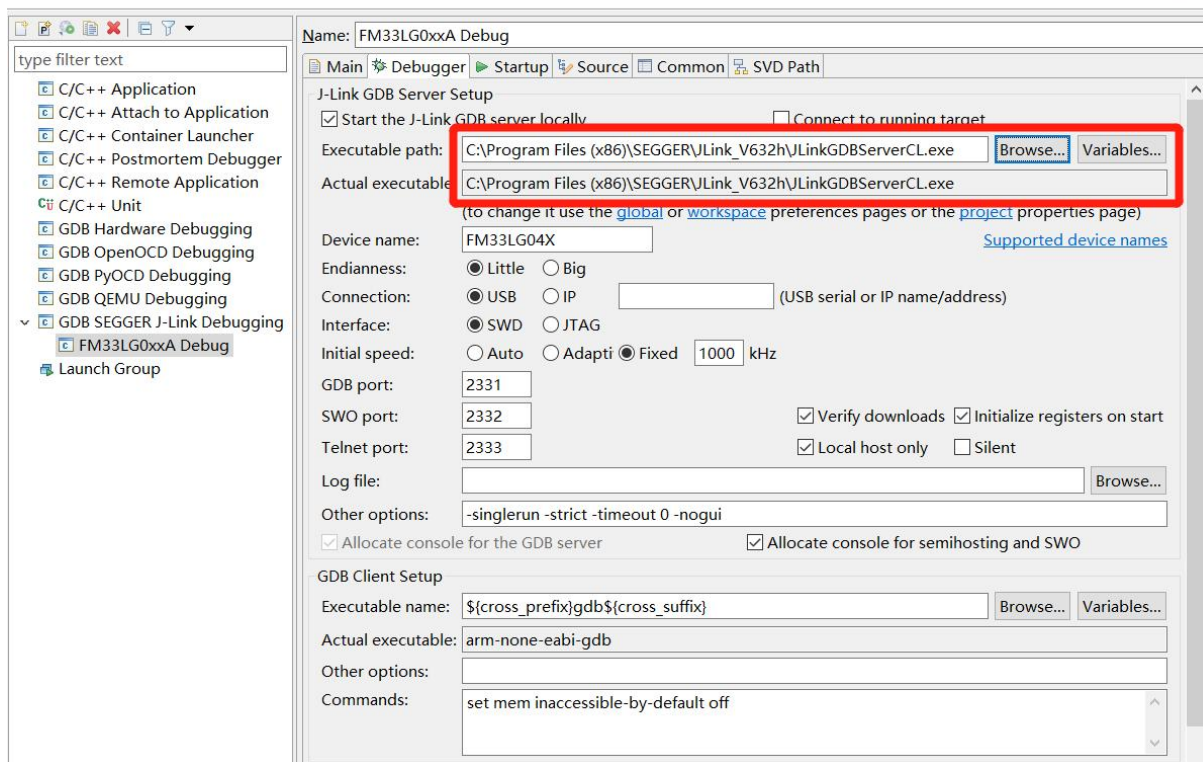 Name: FM33LG0xxA Debug
type filter text
C/C++ Application
C/C++ Attach to Application
C/C++ Container Launcher
C/C++ Postmortem Debugger
C/C++ Remote Application
C/C++ Unit
GDB Hardware Debugging
GDB OpenOCD Debugging
GDB PyOCD Debugging
GDB QEMU Debugging
GDB SEGGER J-Link Debugging
FM33LG0xxA Debug
Launch Group
Main Debugger Startup Source Common SVD Path
J-Link GDB Server Setup
Start the J-Link GDB server locally Connect to running target
Executable path: C:\Program Files (x86)\SEGGER\JLink_V632h\JLinkGDBServerCL.exe Browse... Variables...
Actual executable C:\Program Files (x86)\SEGGER\JLink_V632h\JLinkGDBServerCL.exe
(to change it use the global or workspace preferences pages or the project properties page)
Device name: FM33LG04X Supported device names
Endianness: Little Big
Connection: USB IP (USB serial or IP name/address)
Interface: SWD JTAG
Initial speed: Auto Adapti Fixed 1000 kHz
GDB port: 2331
SWO port: 2332 Verify downloads Initialize registers on start
Telnet port: 2333 Local host only Silent
Log file: Browse...
Other options: -singlerun -strict -timeout 0 -nogui
Allocate console for the GDB server Allocate console for semihosting and SWO
GDB Client Setup
Executable name: ${cross_prefix}gdb${cross_suffix} Browse... Variables...
Actual executable: arm-none-eabi-gdb
Other options:
Commands: set mem inaccessible-by-default off